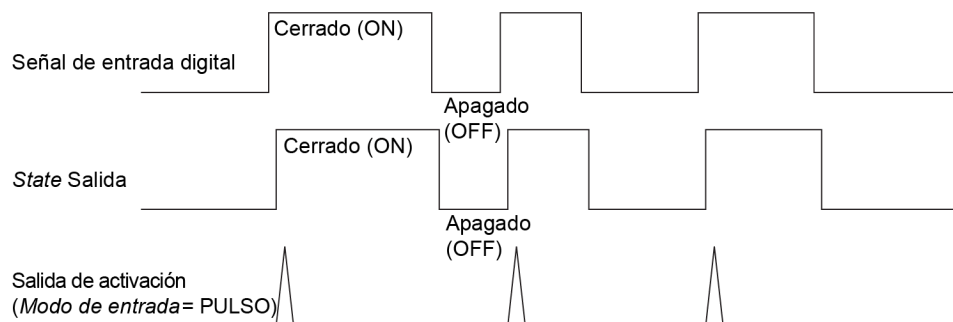 Cerrado (ON)
Señal de entrada digital
Apagado
(OFF)
Cerrado (ON)
State Salida
Apagado
(OFF)
Salida de activación
(Modo de entrada= PULSO)